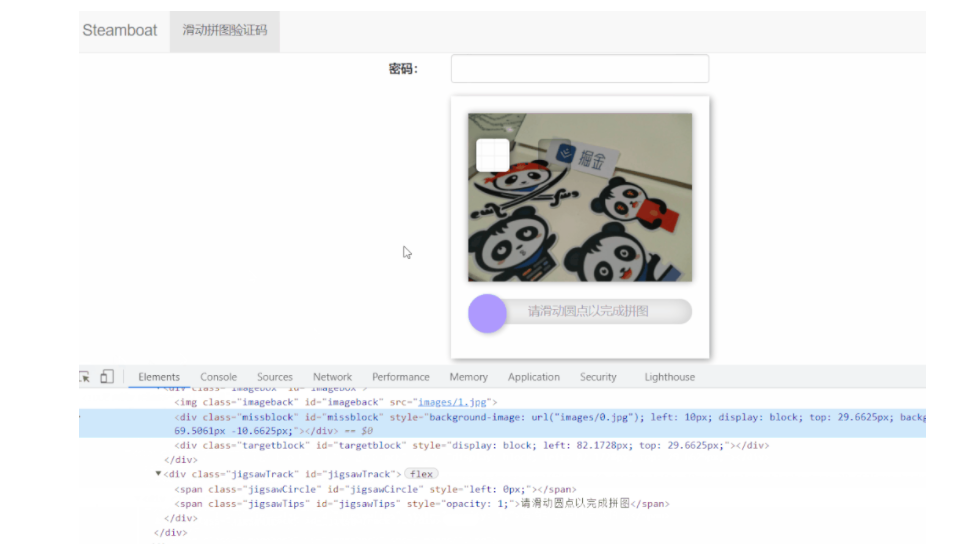 Steamboat 滑动拼图验证码
密码：
掘金
请滑动圆点以完成拼图
Elements Console Sources Network Performance Memory Application Security Lighthouse
▼<div class="imagebox" id="imagebox">
<img class="imageback" id="imageback" src="images/1.jpg">
<div class="missblock" id="missblock" style="background-image: url("images/0.jpg"); left: 10px; display: block; top: 29.6625px; backg
69.5061px -10.6625px;"></div> == $0
<div class="targetblock" id="targetblock" style="display: block; left: 82.1728px; top: 29.6625px;"></div>
</div>
▼<div class="jigsawTrack" id="jigsawTrack"> flex
<span class="jigsawCircle" id="jigsawCircle" style="left: 0px;"></span>
<span class="jigsawTips" id="jigsawTips" style="opacity: 1;">请滑动圆点以完成拼图</span>
</div>
</div>